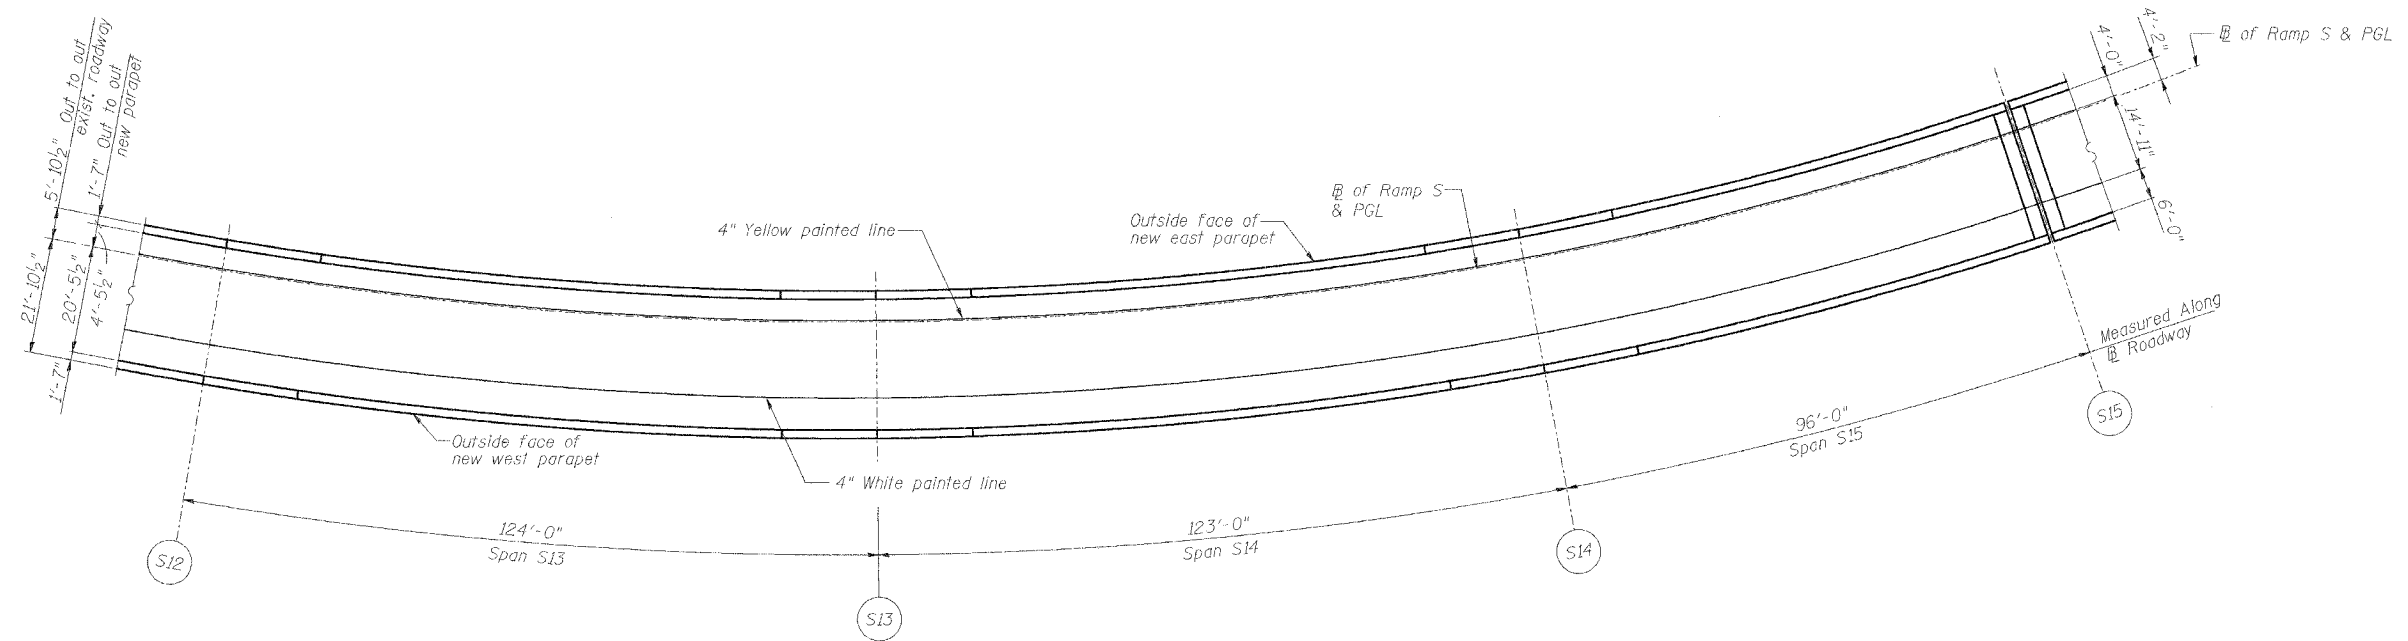 5'-10½" Out to out
exist. roadway
1'-7" Out to out
new parapet
21'-10½"
20'-5½"
4'-5½"
1'-7"
4" Yellow painted line
Outside face of
new east parapet
℄ of Ramp S
& PGL
4'-0"
4'-2"
℄ of Ramp S & PGL
14'-11"
6'-0"
Outside face of
new west parapet
4" White painted line
Measured Along
℄ Roadway
124'-0"
Span S13
123'-0"
Span S14
96'-0"
Span S15
S12
S13
S14
S15